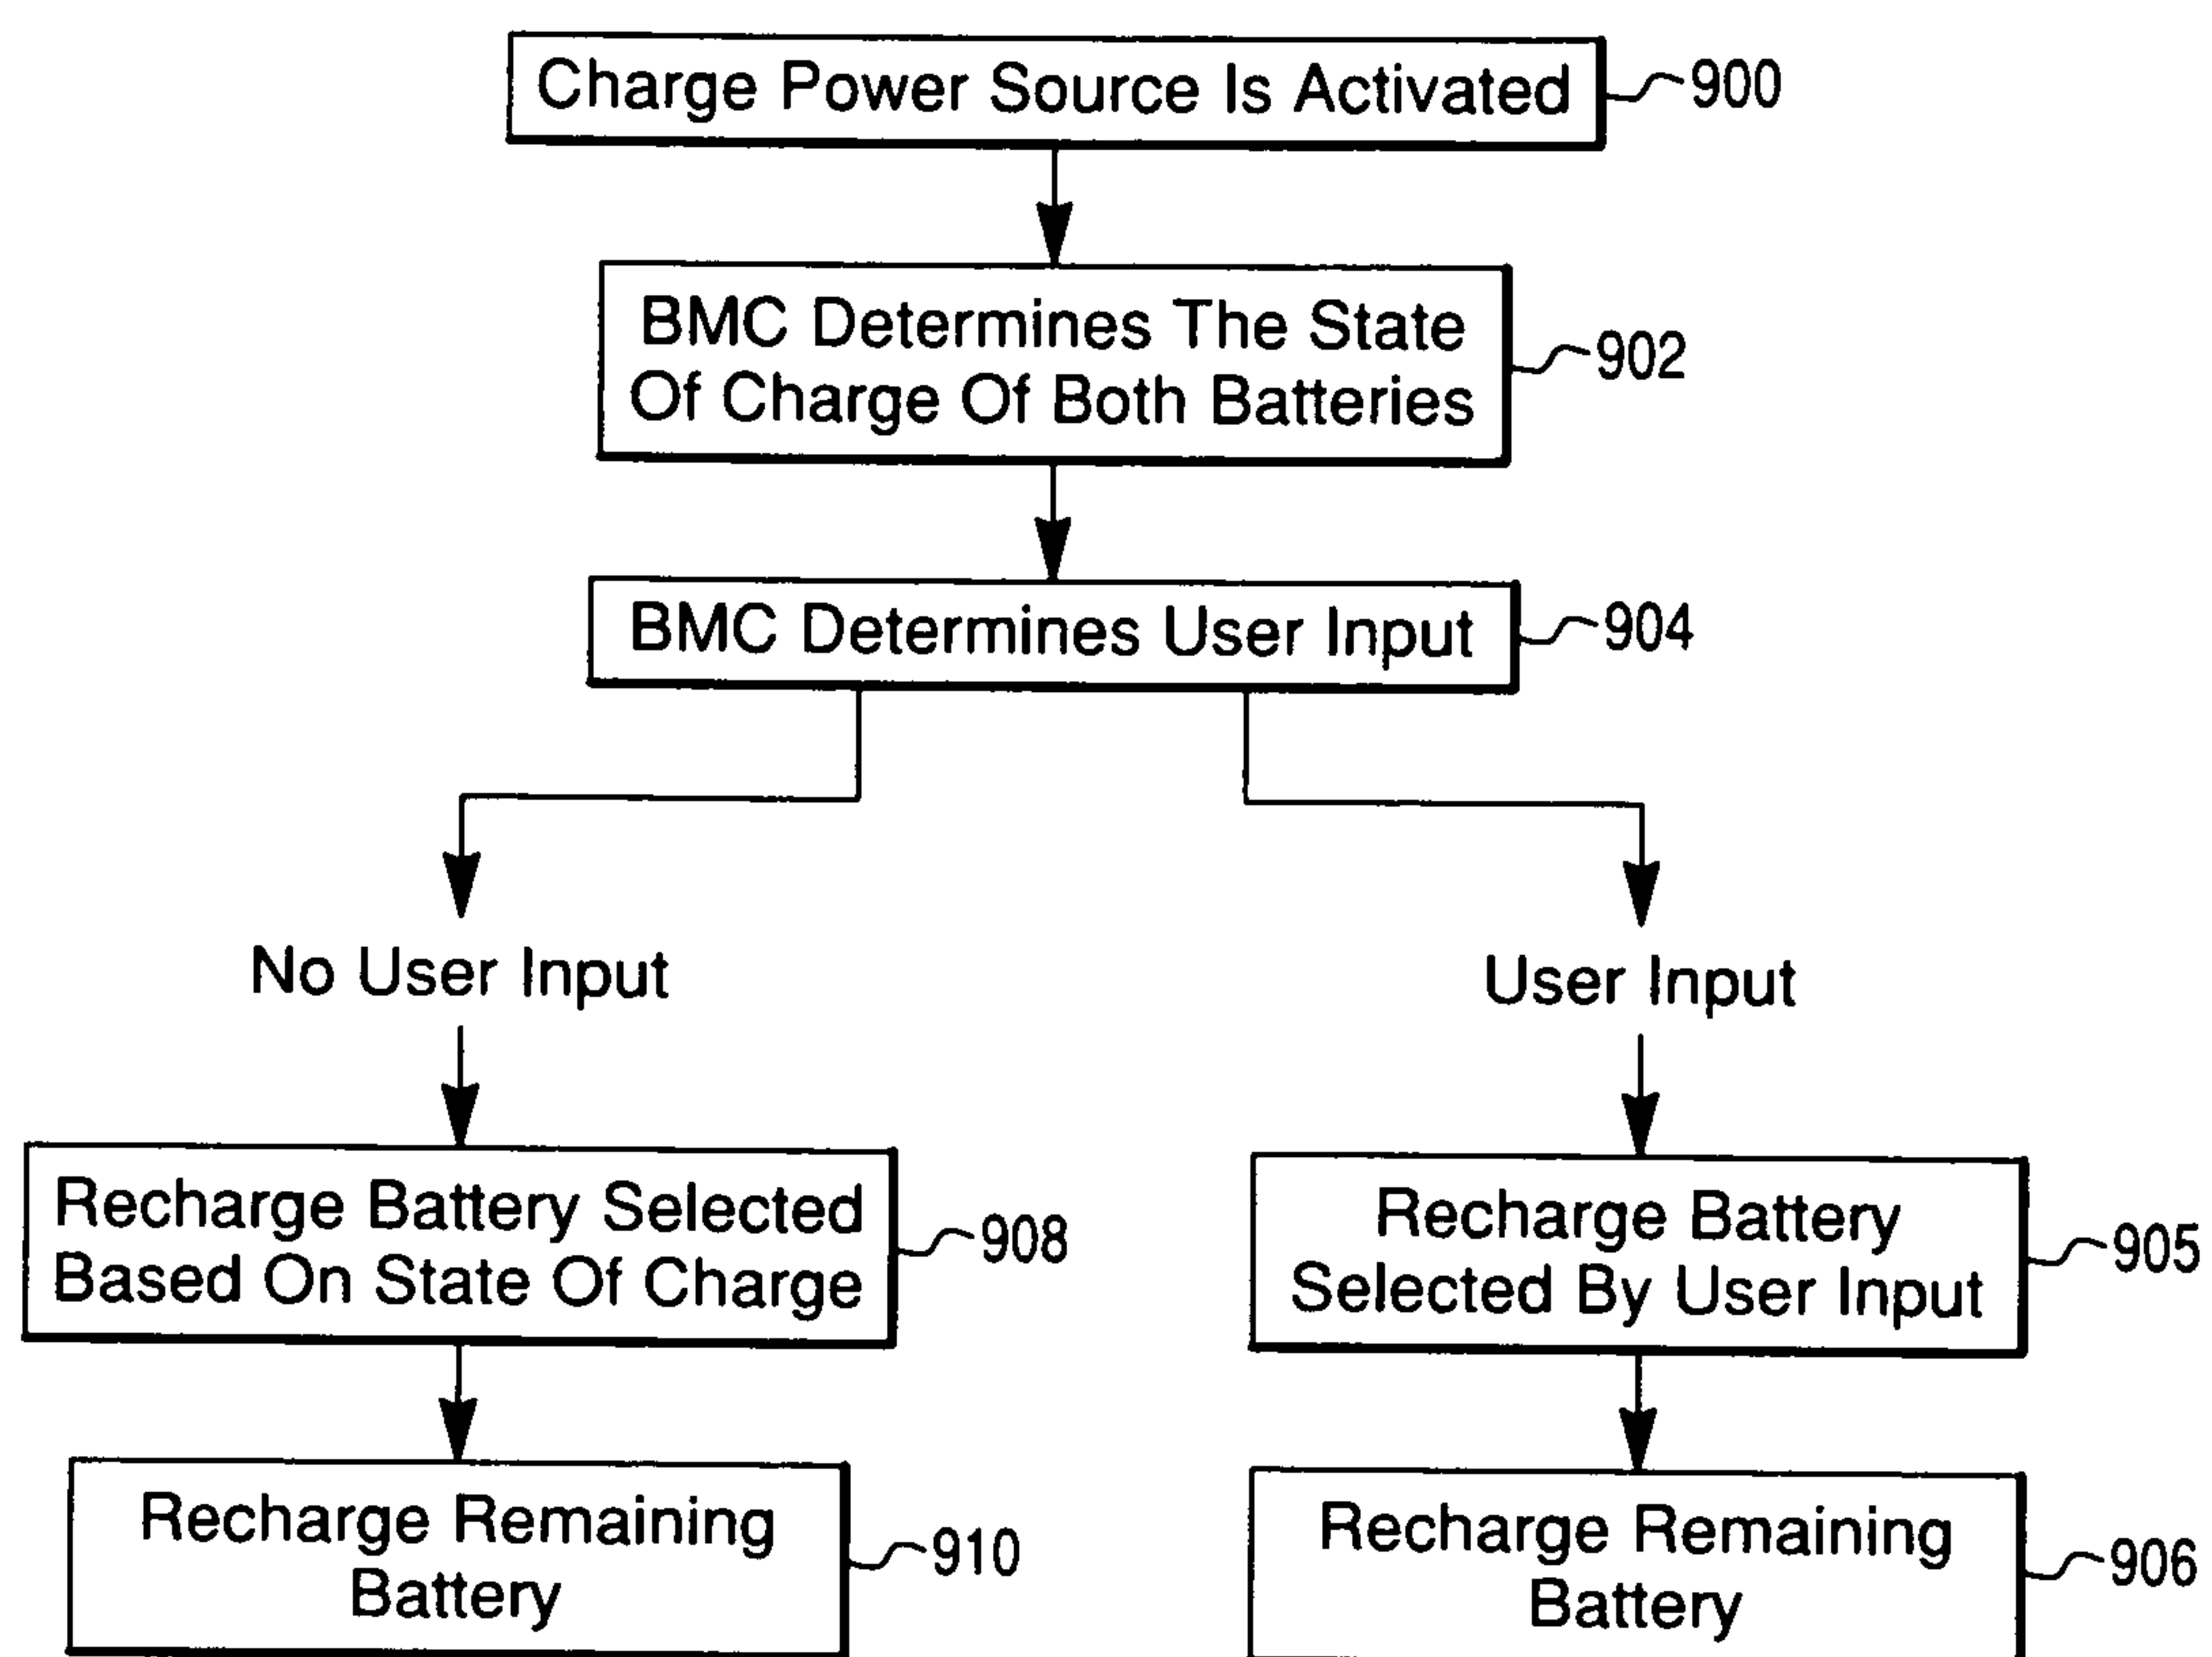 Charge Power Source Is Activated
900
BMC Determines The State
Of Charge Of Both Batteries
902
BMC Determines User Input
904
No User Input
User Input
Recharge Battery Selected
Based On State Of Charge
908
Recharge Battery
Selected By User Input
905
Recharge Remaining
Battery
910
Recharge Remaining
Battery
906